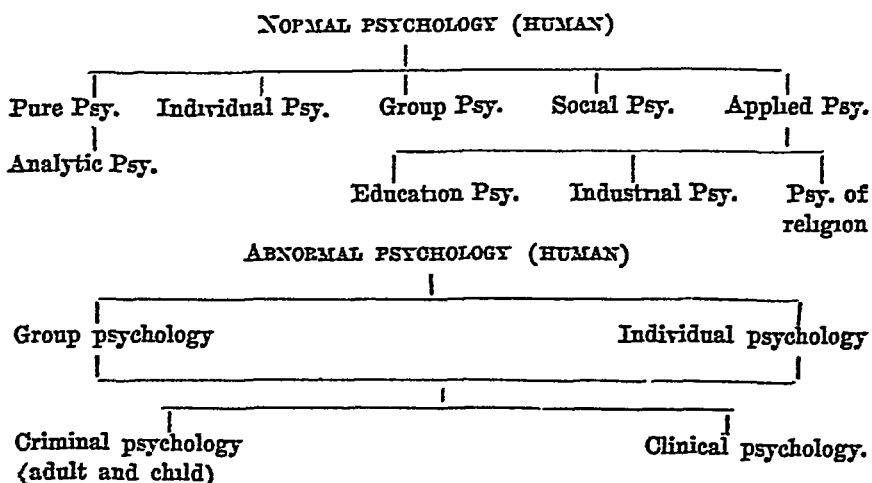 NORMAL PSYCHOLOGY (HUMAN)
Pure Psy. Individual Psy. Group Psy. Social Psy. Applied Psy.
Analytic Psy.
Education Psy. Industrial Psy. Psy. of
religion
ABNORMAL PSYCHOLOGY (HUMAN)
Group psychology Individual psychology
Criminal psychology Clinical psychology.
(adult and child)